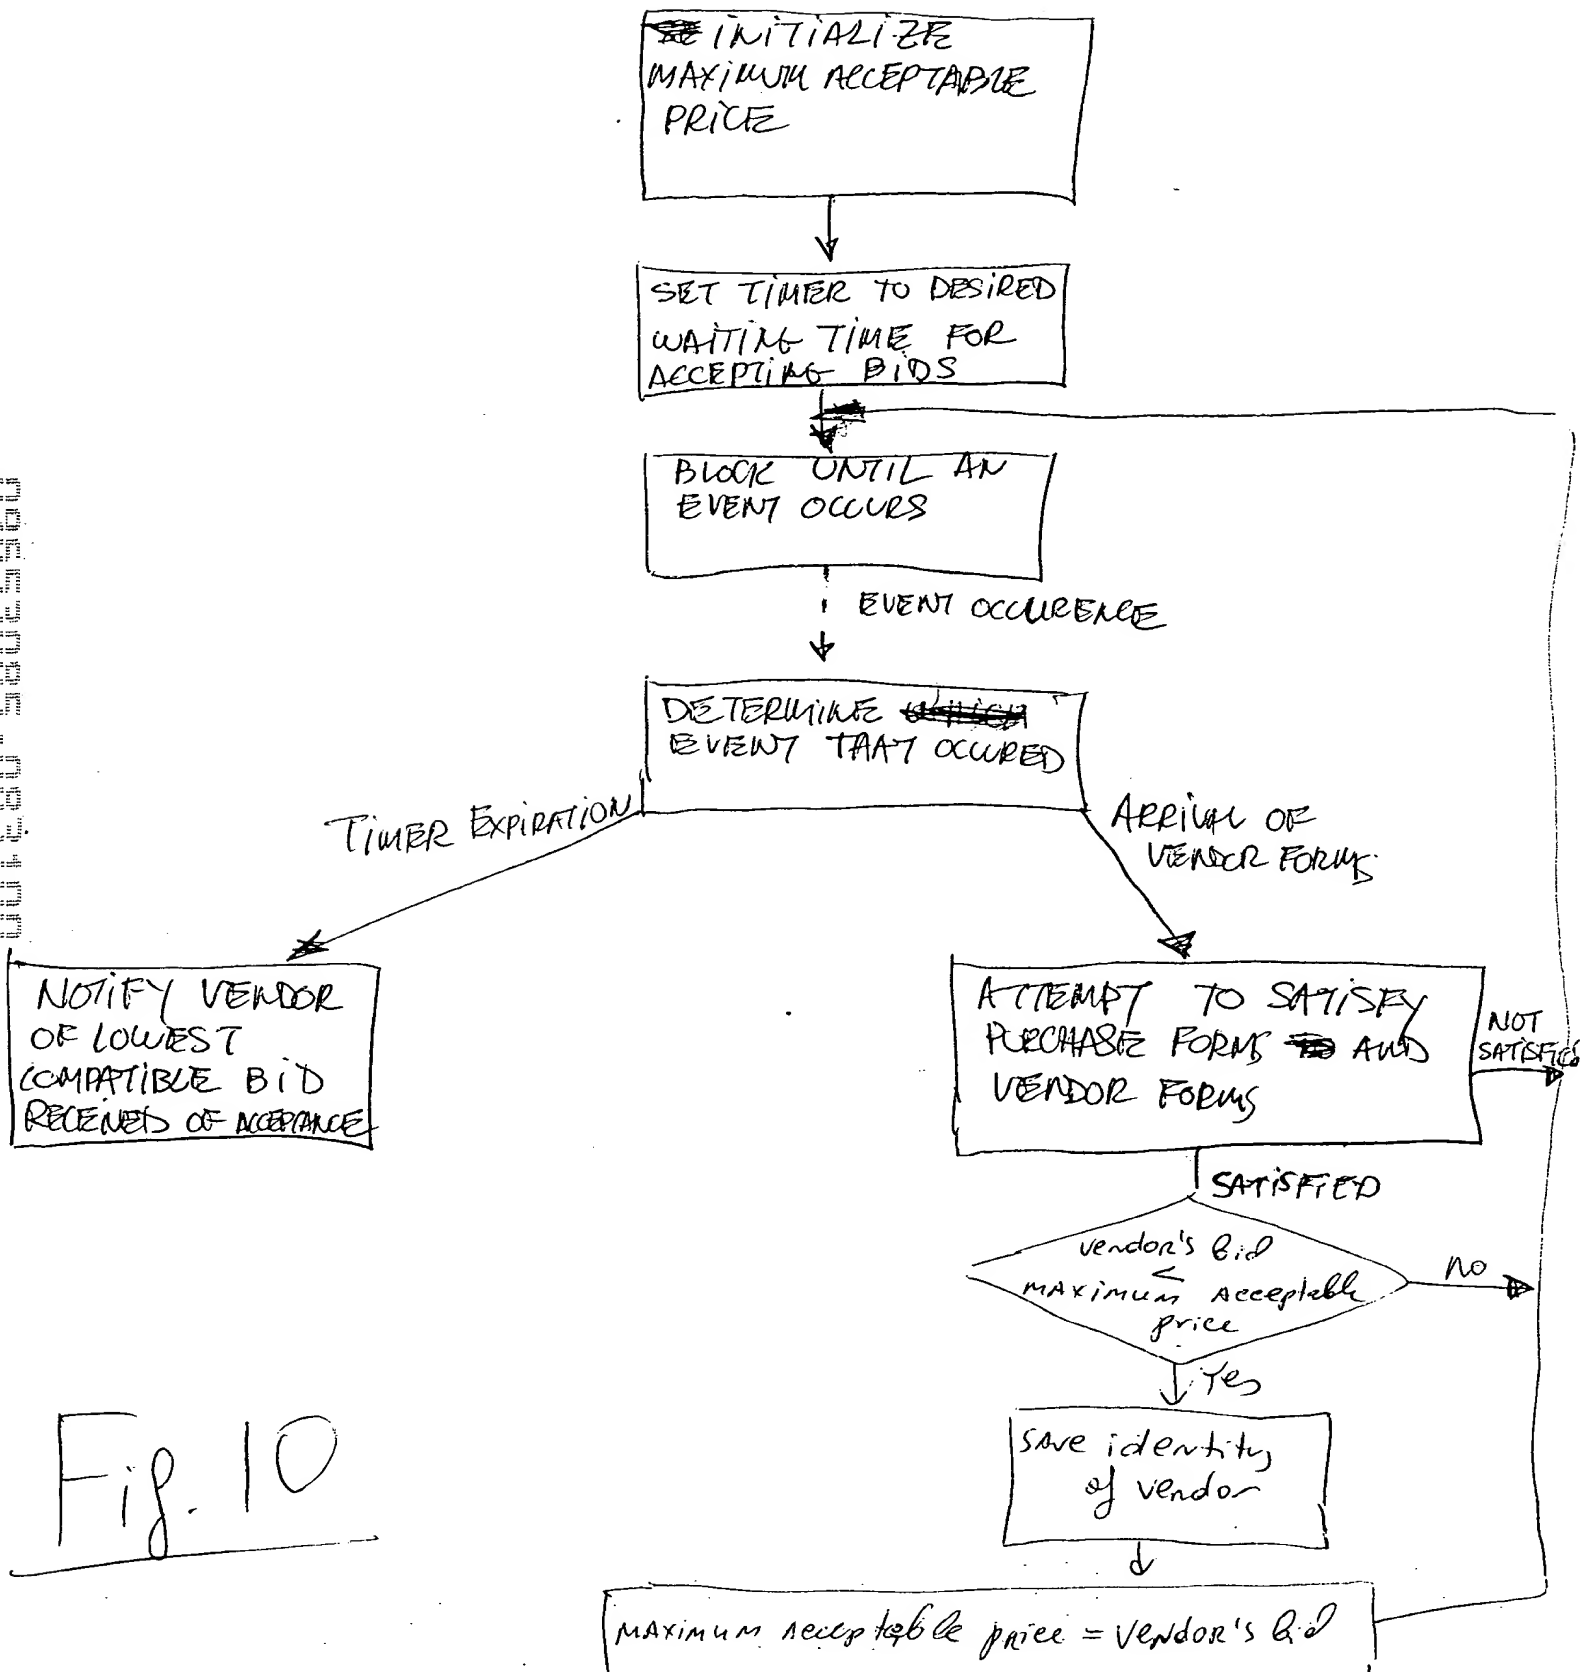 INITIALIZE
MAXIMUM ACCEPTABLE
PRICE
SET TIMER TO DESIRED
WAITING TIME FOR
ACCEPTING BIDS
BLOCK UNTIL AN
EVENT OCCURS
EVENT OCCURENCE
DETERMINE
EVENT THAT OCCURED
TIMER EXPIRATION
ARRIVAL OF
VENDOR FORMS
NOTIFY VENDOR
OF LOWEST
COMPATIBLE BID
RECEIVED OF ACCEPTANCE
ATTEMPT TO SATISFY
PURCHASE FORMS AND
VENDOR FORMS
NOT
SATISFIED
SATISFIED
vendor's bid
<
MAXIMUM Acceptable
price
no
Yes
SAVE identity
of vendor
MAXIMUM Acceptable price = vendor's bid
Fig. 10